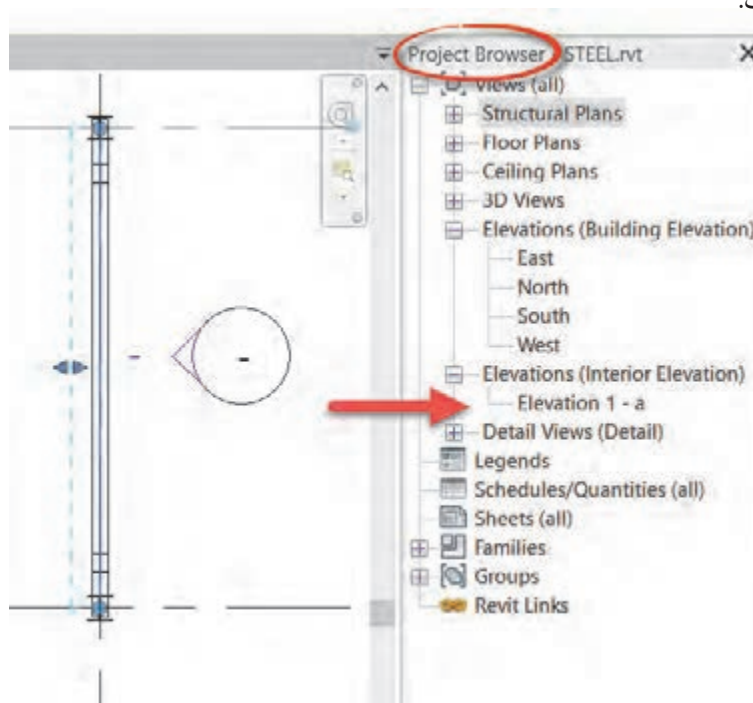 Project Browser STEEL.rvt
Views (all)
Structural Plans
Floor Plans
Ceiling Plans
3D Views
Elevations (Building Elevation)
East
North
South
West
Elevations (Interior Elevation)
Elevation 1 - a
Detail Views (Detail)
Legends
Schedules/Quantities (all)
Sheets (all)
Families
Groups
Revit Links